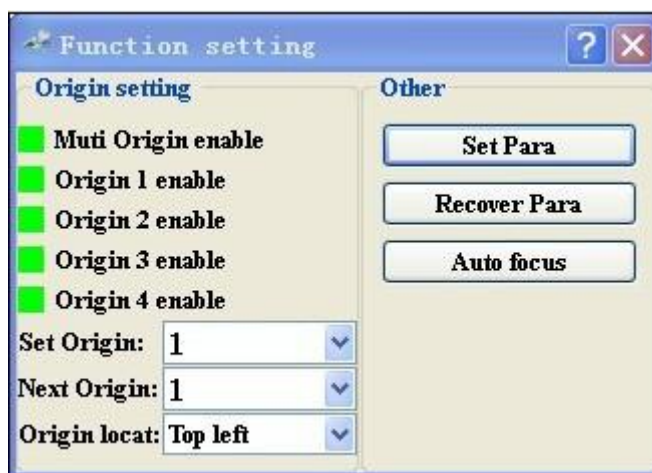 Function setting
?
Origin setting
Muti Origin enable
Origin 1 enable
Origin 2 enable
Origin 3 enable
Origin 4 enable
Set Origin: 1
Next Origin: 1
Origin locat: Top left
Other
Set Para
Recover Para
Auto focus